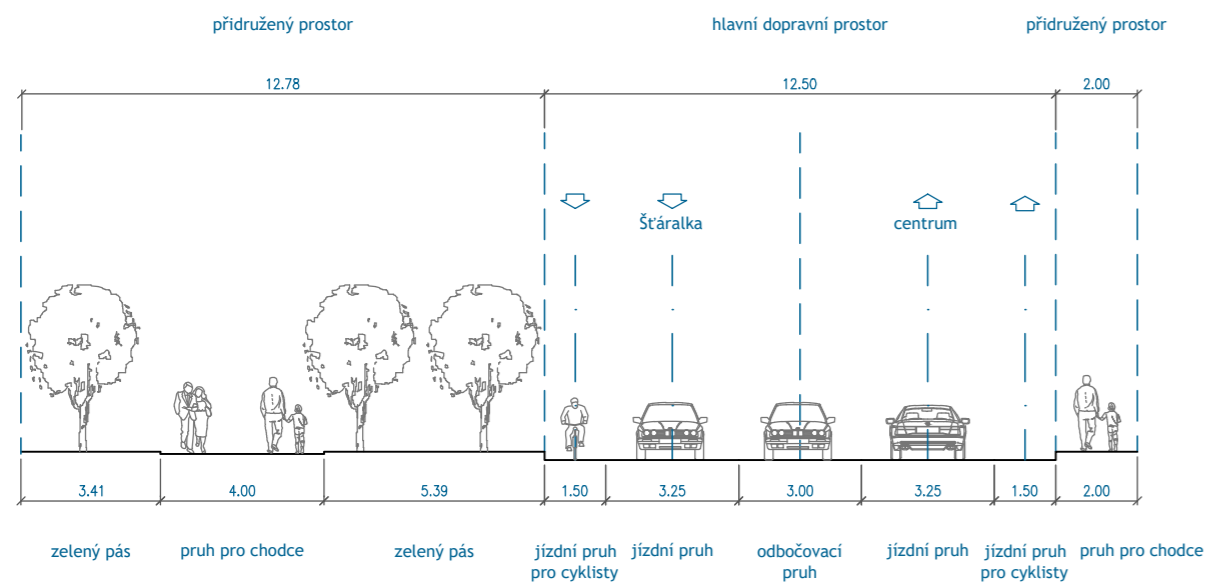 přidružený prostor hlavní dopravní prostor přidružený prostor
12.78 12.50 2.00
Šťáralka centrum
3.41 4.00 5.39 1.50 3.25 3.00 3.25 1.50 2.00
zelený pás pruh pro chodce zelený pás jízdní pruh jízdní pruh odbočovací jízdní pruh jízdní pruh pruh pro chodce
pro cyklisty pruh pro cyklisty